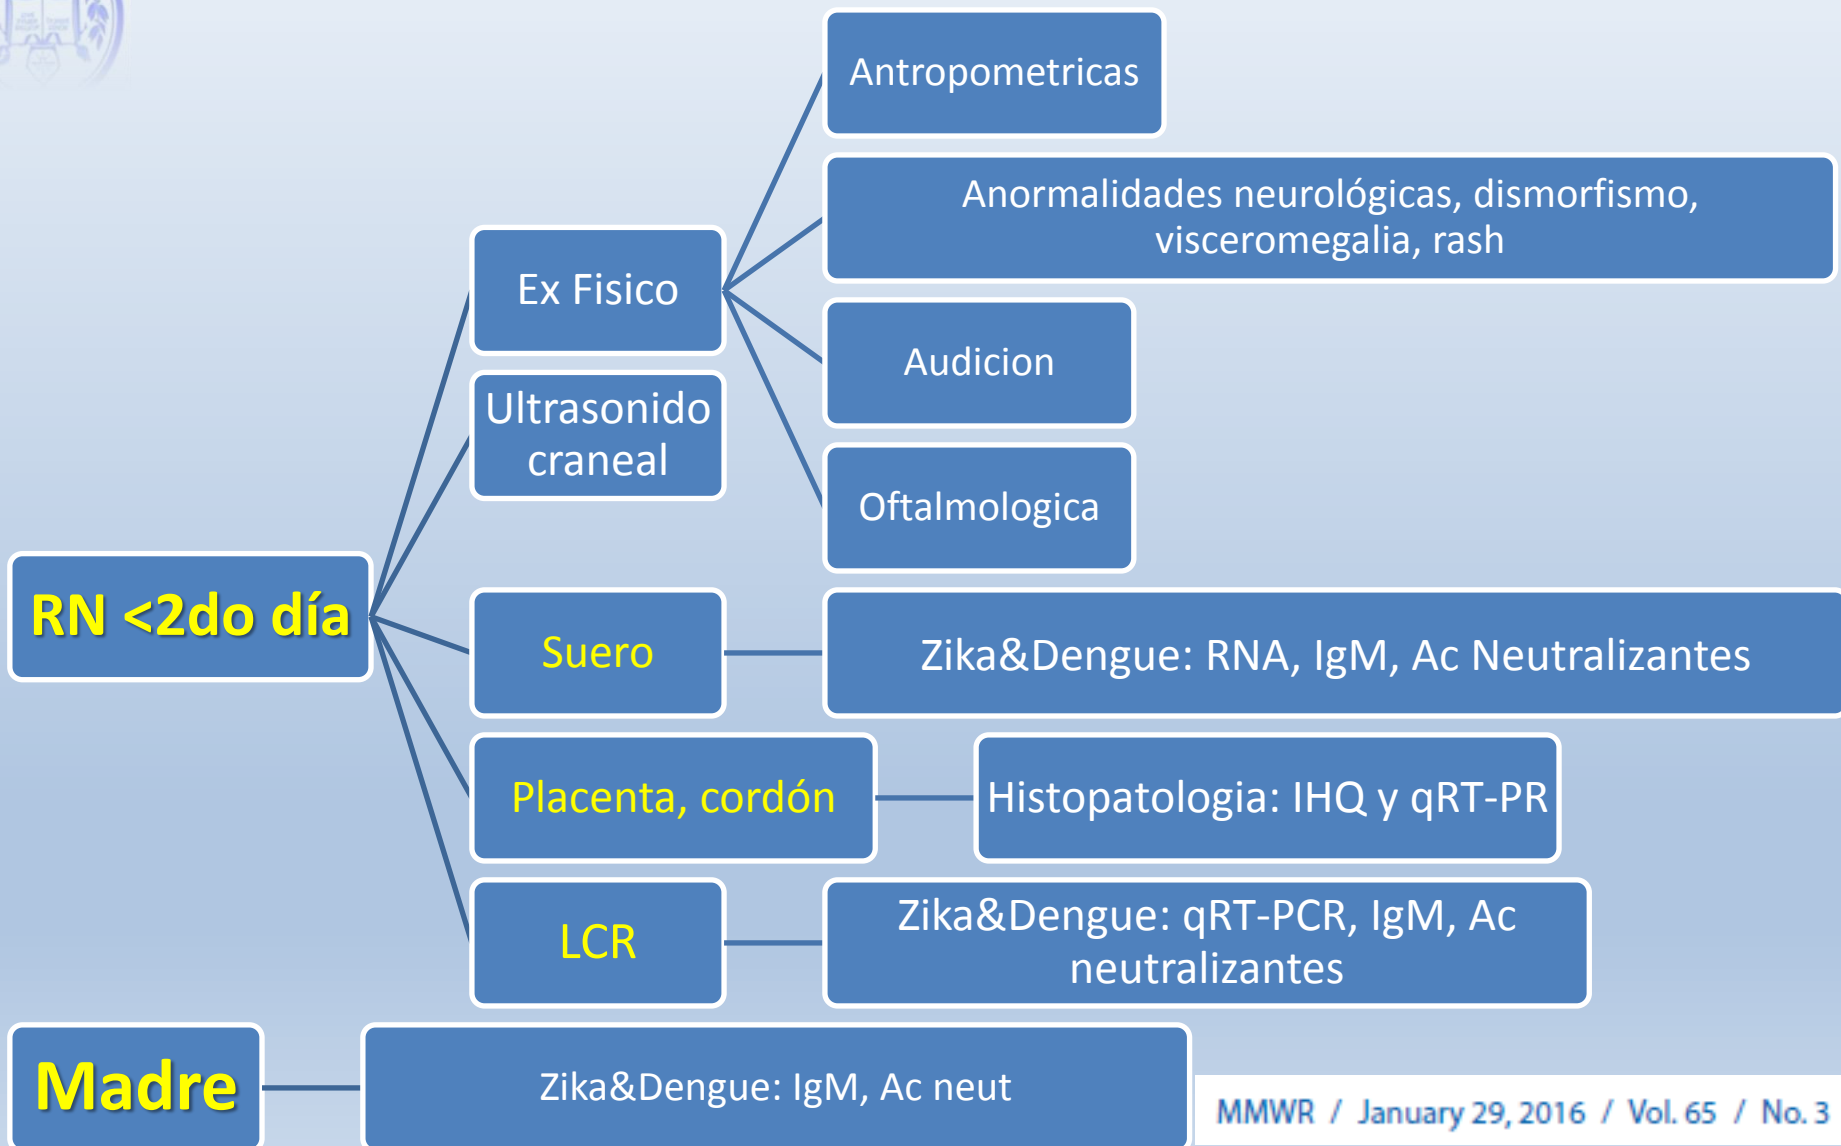 Antropometricas
Anormalidades neurológicas, dismorfismo,
visceromegalia, rash
Ex Fisico
Audicion
Ultrasonido
craneal
Oftalmologica
RN <2do día
Suero
Zika&Dengue: RNA, IgM, Ac Neutralizantes
Placenta, cordón
Histopatologia: IHQ y qRT-PR
LCR
Zika&Dengue: qRT-PCR, IgM, Ac
neutralizantes
Madre
Zika&Dengue: IgM, Ac neut
MMWR / January 29, 2016 / Vol. 65 / No. 3